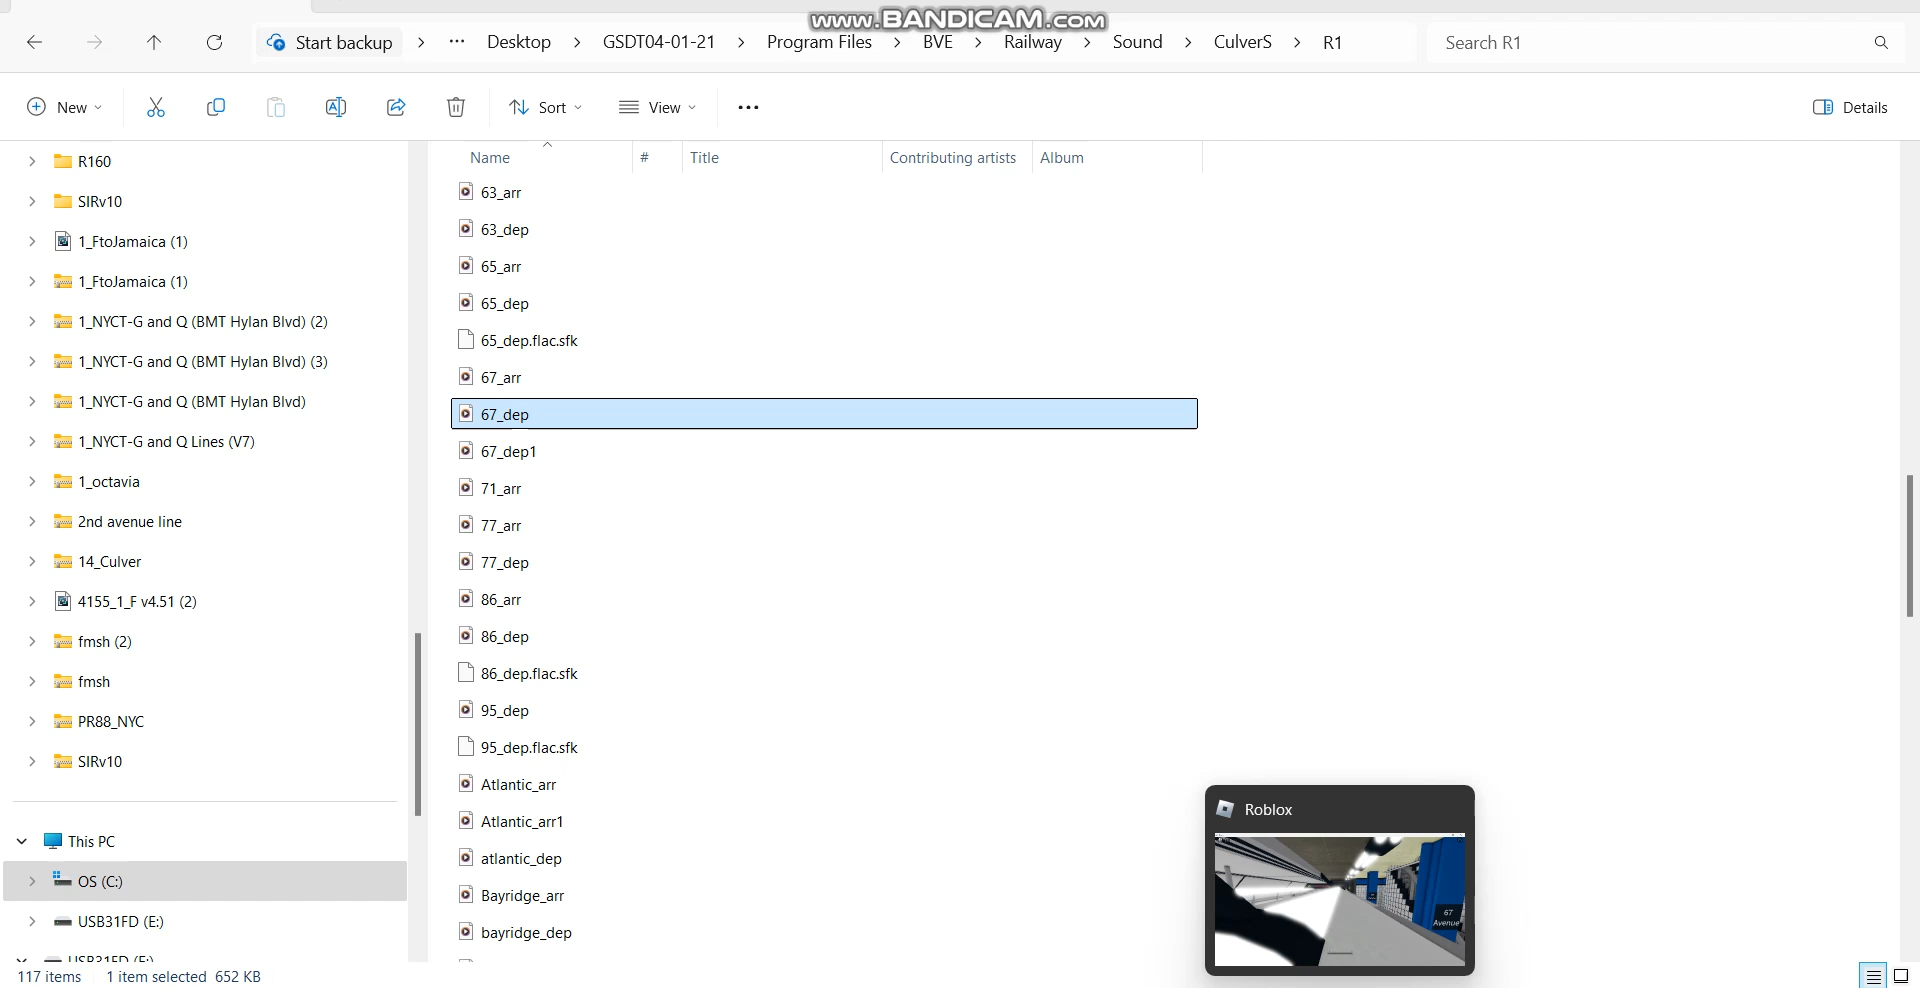 www.BANDICAM.com
Start backup
Desktop
GSDT04-01-21
Program Files
BVE
Railway
Sound
CulverS
R1
Search R1
New
Sort
View
Details
R160
SIRv10
1_FtoJamaica (1)
1_FtoJamaica (1)
1_NYCT-G and Q (BMT Hylan Blvd) (2)
1_NYCT-G and Q (BMT Hylan Blvd) (3)
1_NYCT-G and Q (BMT Hylan Blvd)
1_NYCT-G and Q Lines (V7)
1_octavia
2nd avenue line
14_Culver
4155_1_F v4.51 (2)
fmsh (2)
fmsh
PR88_NYC
SIRv10
This PC
OS (C:)
USB31FD (E:)
USB31FD (E:)
Name
#
Title
Contributing artists
Album
63_arr
63_dep
65_arr
65_dep
65_dep.flac.sfk
67_arr
67_dep
67_dep1
71_arr
77_arr
77_dep
86_arr
86_dep
86_dep.flac.sfk
95_dep
95_dep.flac.sfk
Atlantic_arr
Atlantic_arr1
atlantic_dep
Bayridge_arr
bayridge_dep
Roblox
67
Avenue
117 items
1 item selected 652 KB